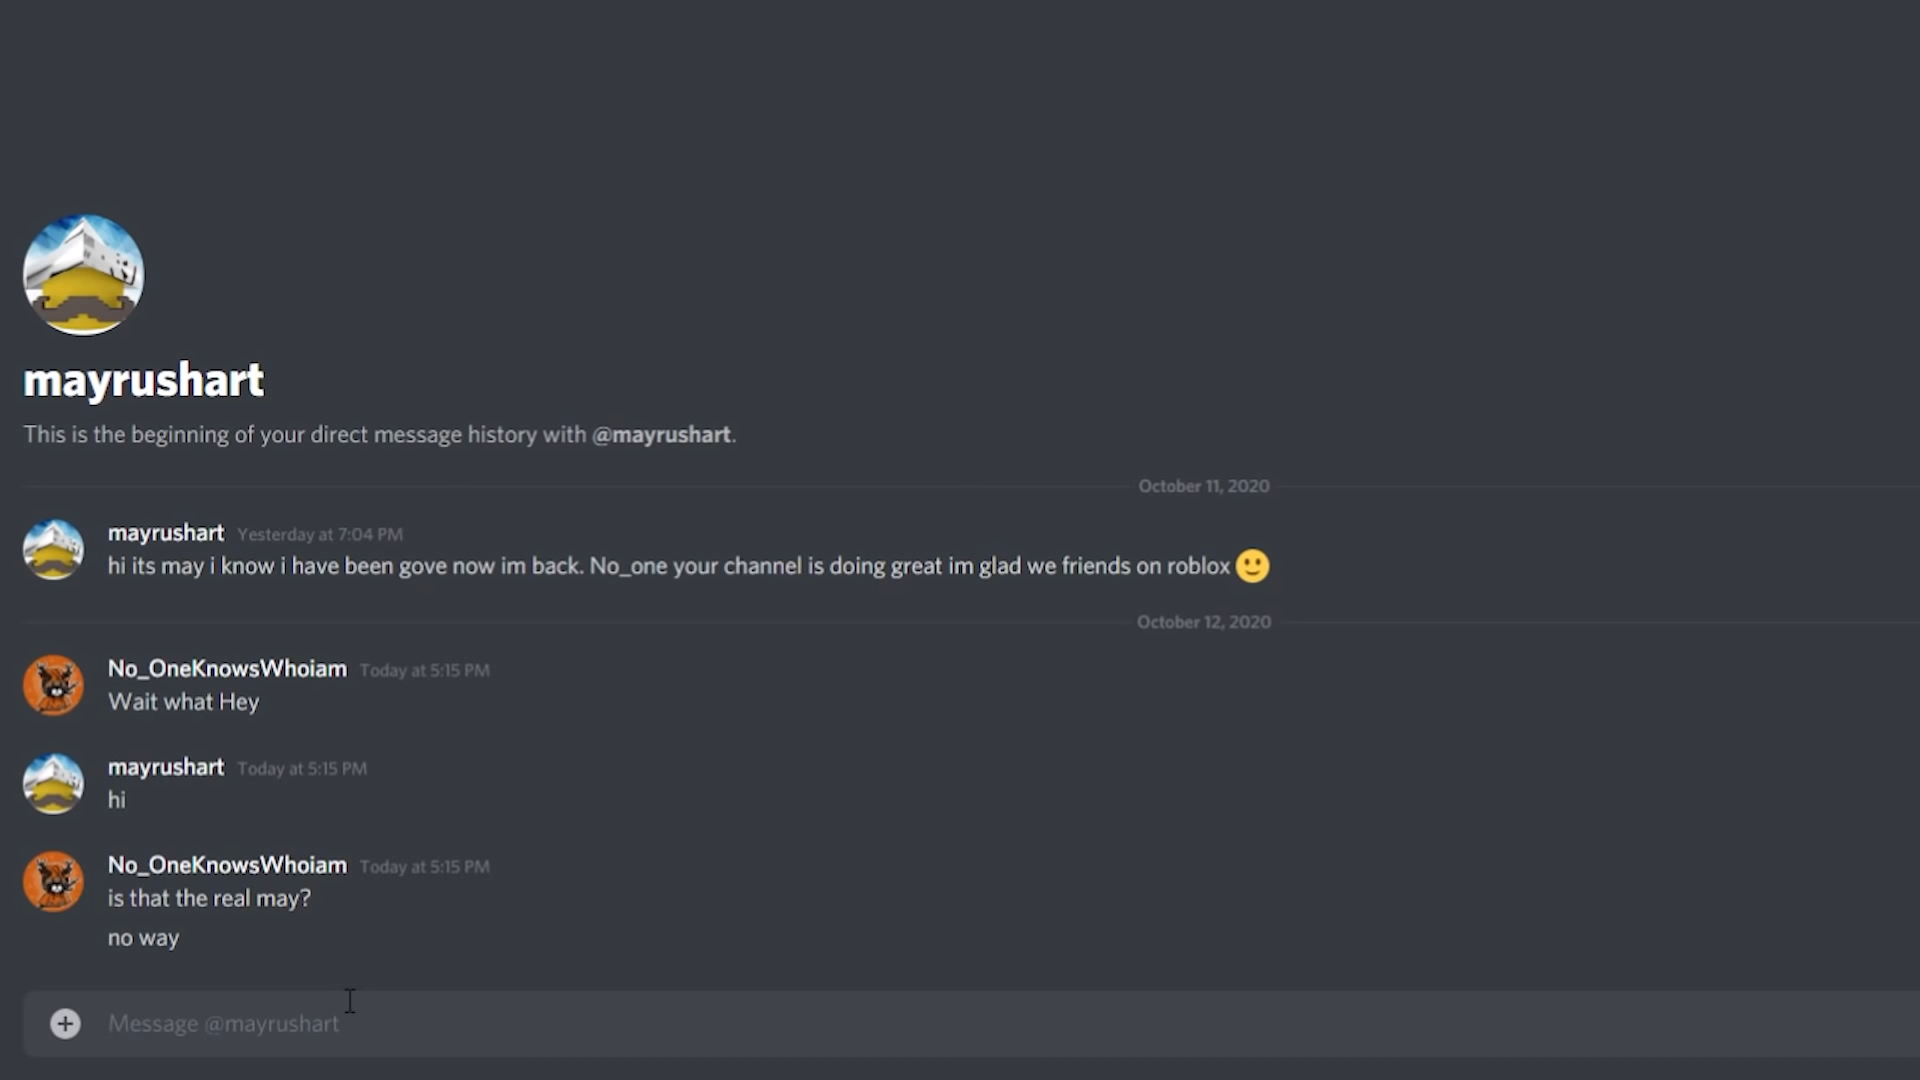 mayrushart
This is the beginning of your direct message history with @mayrushart.
October 11, 2020
mayrushart Yesterday at 7:04 PM
hi its may i know i have been gove now im back. No_one your channel is doing great im glad we friends on roblox 🙂
October 12, 2020
No_OneKnowsWhoiam Today at 5:15 PM
Wait what Hey
mayrushart Today at 5:15 PM
hi
No_OneKnowsWhoiam Today at 5:15 PM
is that the real may?
no way
Message @mayrushart